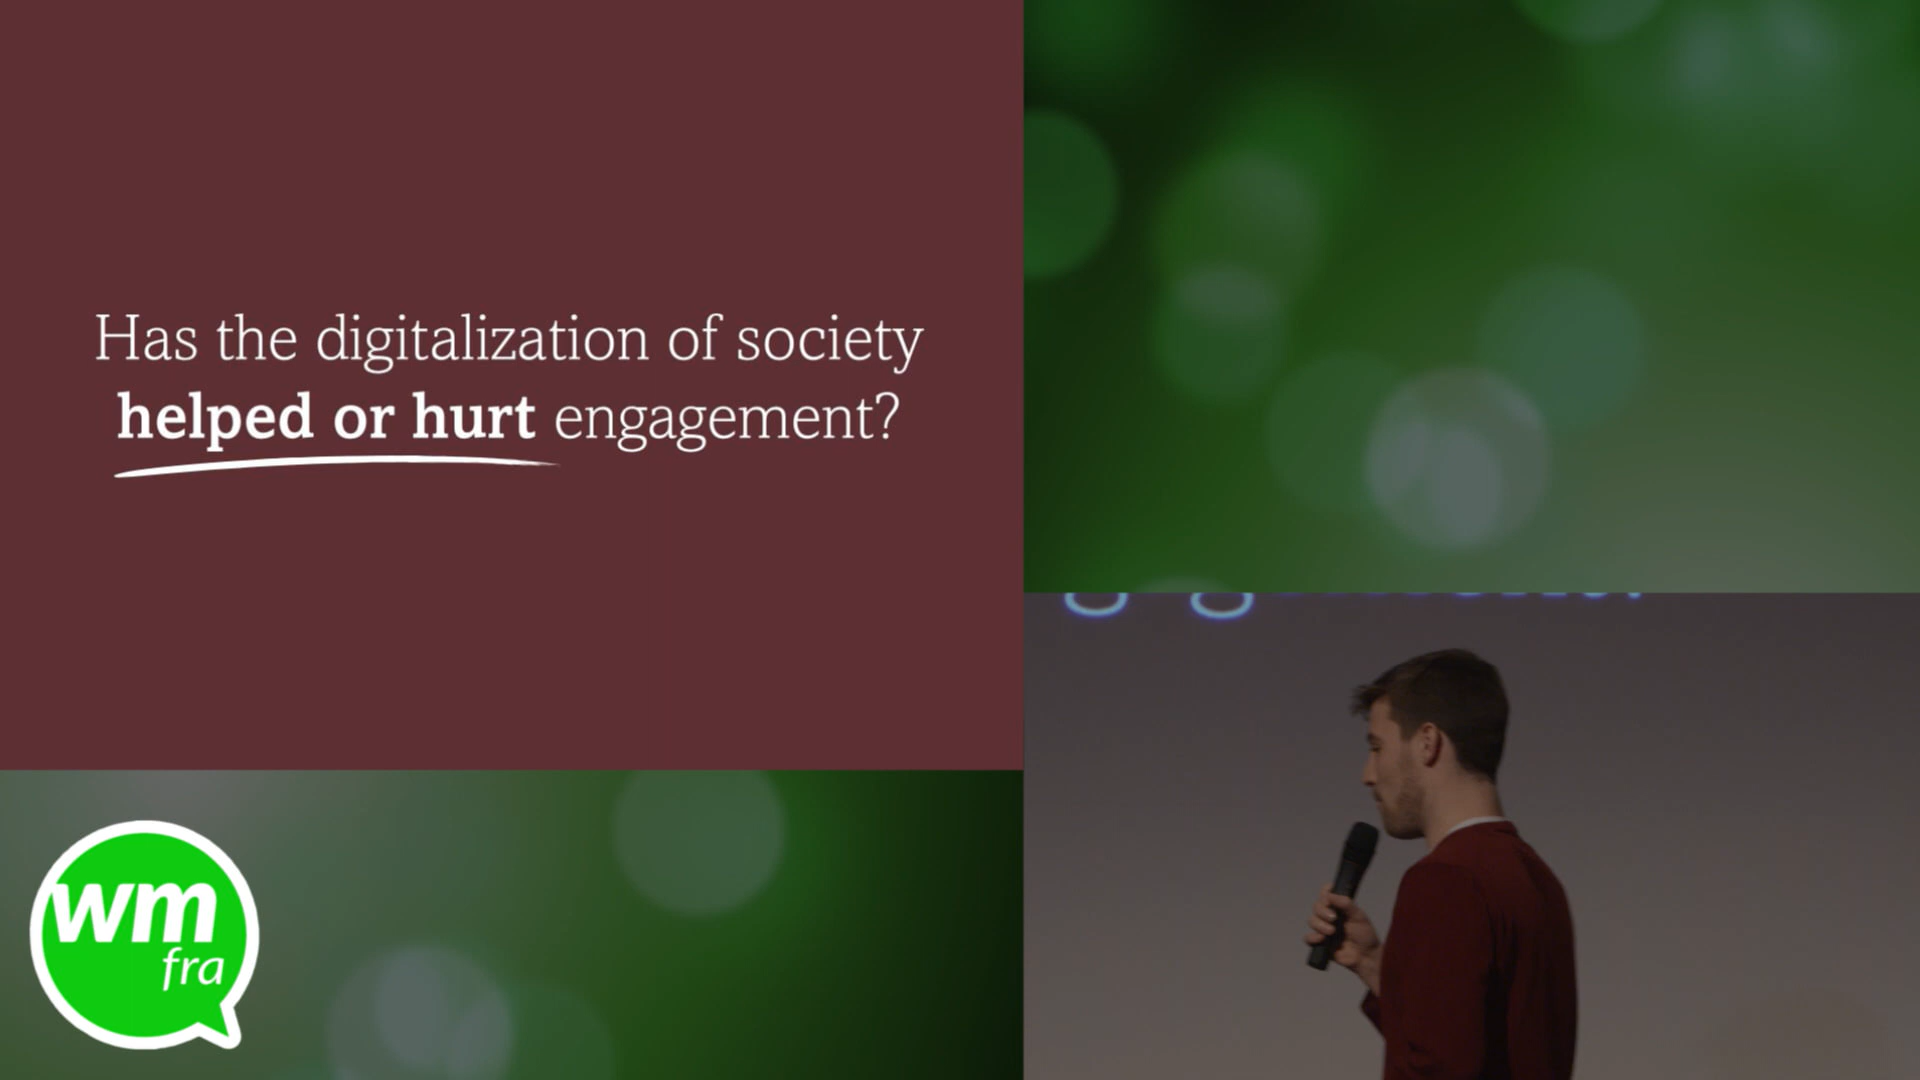 Has the digitalization of society
helped or hurt engagement?
wm
fra